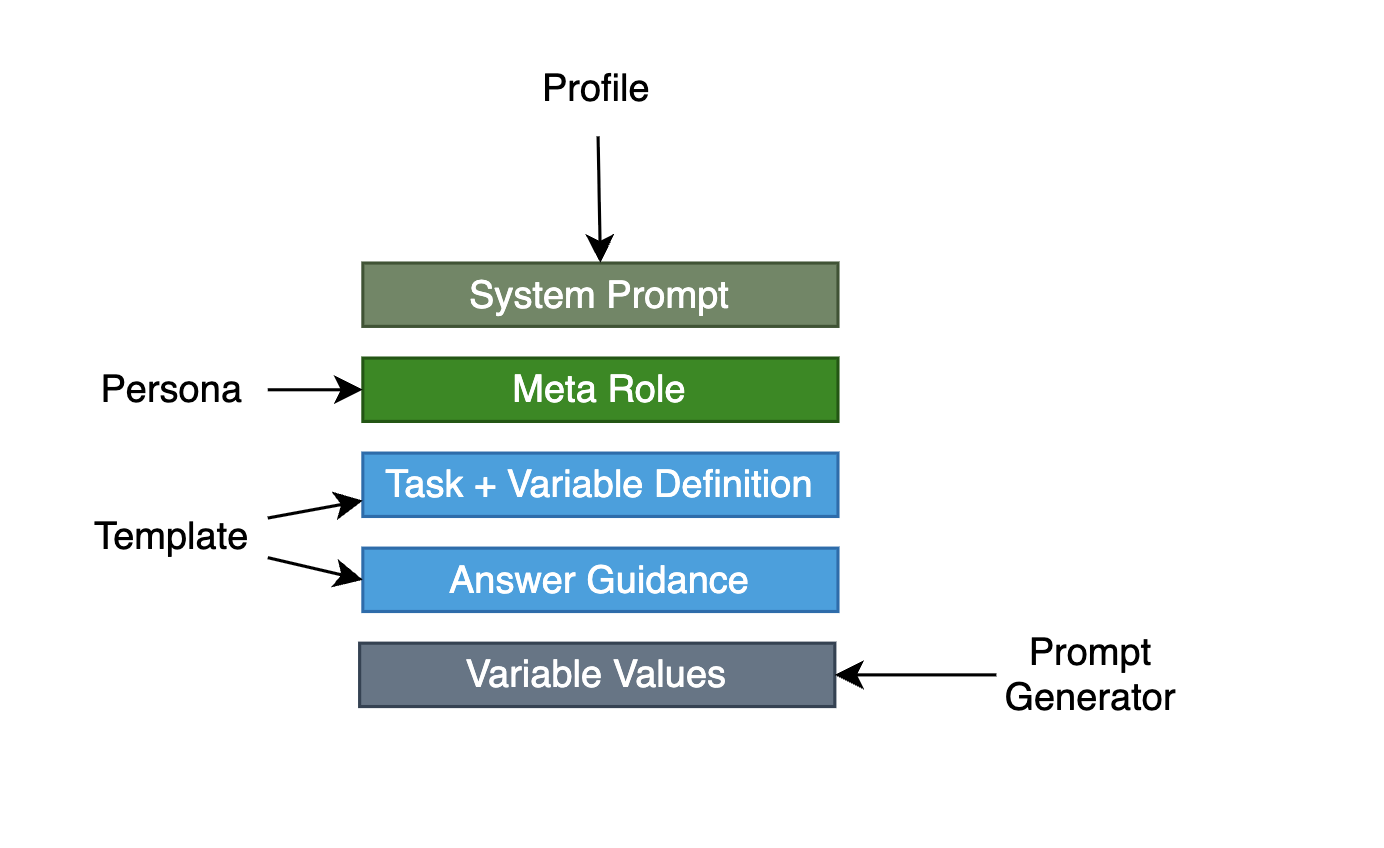 Profile
System Prompt
Persona
Meta Role
Task + Variable Definition
Template
Answer Guidance
Variable Values
Prompt
Generator